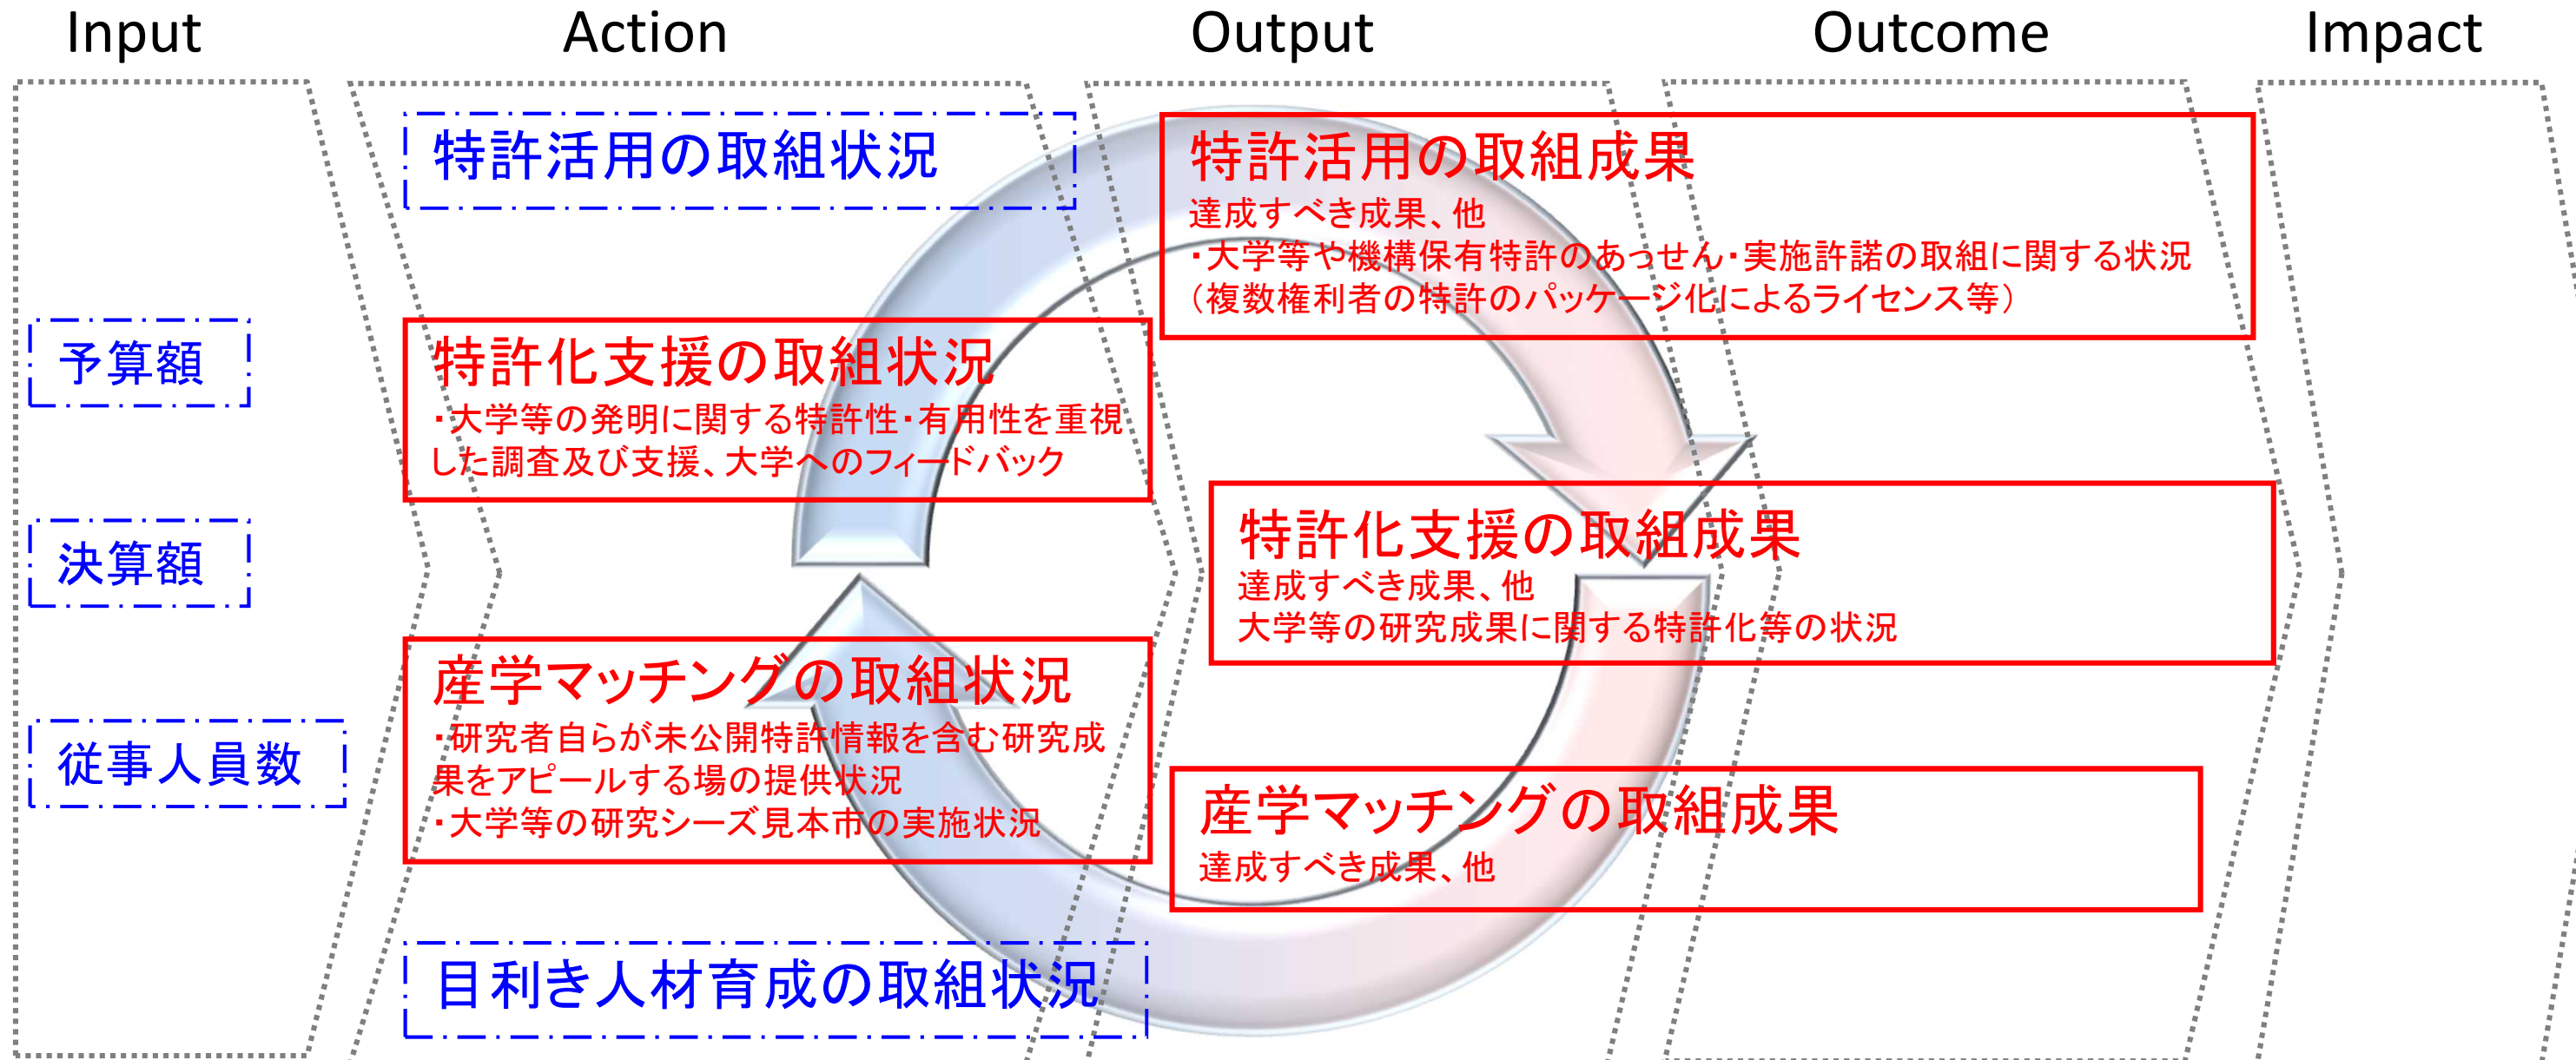 Input
Action
Output
Outcome
Impact
予算額
決算額
従事人員数
特許活用の取組状況
特許化支援の取組状況
・大学等の発明に関する特許性・有用性を重視
した調査及び支援、大学へのフィードバック
産学マッチングの取組状況
・研究者自らが未公開特許情報を含む研究成
果をアピールする場の提供状況
・大学等の研究シーズ見本市の実施状況
目利き人材育成の取組状況
特許活用の取組成果
達成すべき成果、他
・大学等や機構保有特許のあっせん・実施許諾の取組に関する状況
（複数権利者の特許のパッケージ化によるライセンス等）
特許化支援の取組成果
達成すべき成果、他
大学等の研究成果に関する特許化等の状況
産学マッチングの取組成果
達成すべき成果、他